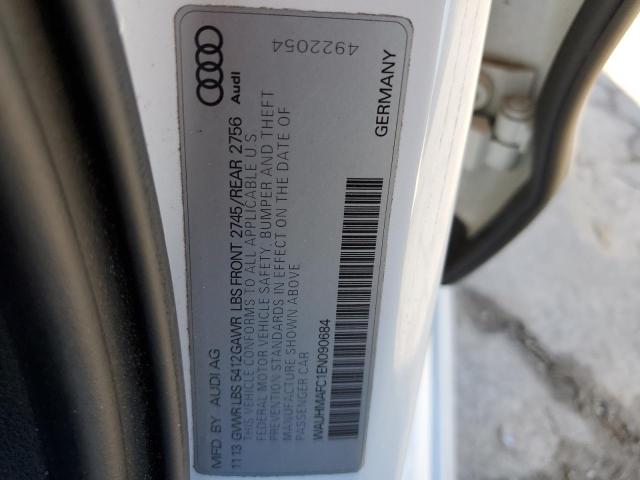 4922054
Audi
MFD BY AUDI AG
11 13 GVWR LBS 5412 GAWR LBS FRONT 2745/REAR 2756
THIS VEHICLE CONFORMS TO ALL APPLICABLE U S
FEDERAL MOTOR VEHICLE SAFETY, BUMPER AND THEFT
PREVENTION STANDARDS IN EFFECT ON THE DATE OF
MANUFACTURE SHOWN ABOVE
PASSENGER CAR
WAUHMAFC1EN090684
GERMANY